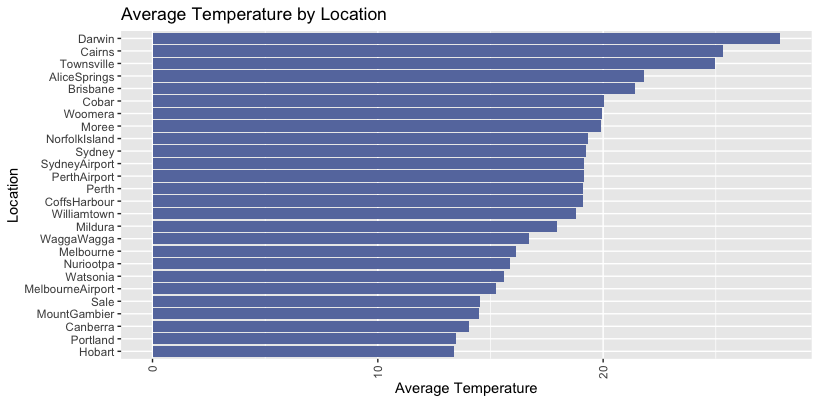 Average Temperature by Location
Location
Darwin
Cairns
Townsville
AliceSprings
Brisbane
Cobar
Woomera
Moree
NorfolkIsland
Sydney
SydneyAirport
PerthAirport
Perth
CoffsHarbour
Williamtown
Mildura
WaggaWagga
Melbourne
Nuriootpa
Watsonia
MelbourneAirport
Sale
MountGambier
Canberra
Portland
Hobart
0
10
20
Average Temperature